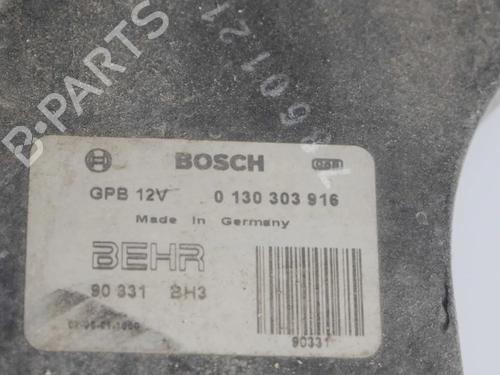 B-PARTS
BOSCH
GPB 12V 0 130 303 916
Made in Germany
BEHR
90 331 BH3
90331